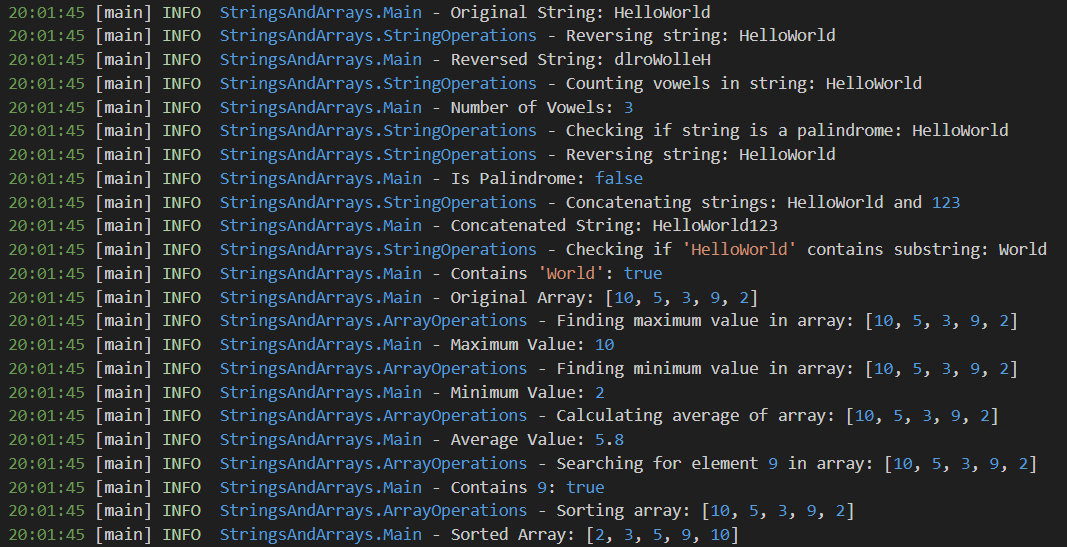 20:01:45 [main] INFO  StringsAndArrays.Main - Original String: HelloWorld
20:01:45 [main] INFO  StringsAndArrays.StringOperations - Reversing string: HelloWorld
20:01:45 [main] INFO  StringsAndArrays.Main - Reversed String: dlroWolleH
20:01:45 [main] INFO  StringsAndArrays.StringOperations - Counting vowels in string: HelloWorld
20:01:45 [main] INFO  StringsAndArrays.Main - Number of Vowels: 3
20:01:45 [main] INFO  StringsAndArrays.StringOperations - Checking if string is a palindrome: HelloWorld
20:01:45 [main] INFO  StringsAndArrays.StringOperations - Reversing string: HelloWorld
20:01:45 [main] INFO  StringsAndArrays.Main - Is Palindrome: false
20:01:45 [main] INFO  StringsAndArrays.StringOperations - Concatenating strings: HelloWorld and 123
20:01:45 [main] INFO  StringsAndArrays.Main - Concatenated String: HelloWorld123
20:01:45 [main] INFO  StringsAndArrays.StringOperations - Checking if 'HelloWorld' contains substring: World
20:01:45 [main] INFO  StringsAndArrays.Main - Contains 'World': true
20:01:45 [main] INFO  StringsAndArrays.Main - Original Array: [10, 5, 3, 9, 2]
20:01:45 [main] INFO  StringsAndArrays.ArrayOperations - Finding maximum value in array: [10, 5, 3, 9, 2]
20:01:45 [main] INFO  StringsAndArrays.Main - Maximum Value: 10
20:01:45 [main] INFO  StringsAndArrays.ArrayOperations - Finding minimum value in array: [10, 5, 3, 9, 2]
20:01:45 [main] INFO  StringsAndArrays.Main - Minimum Value: 2
20:01:45 [main] INFO  StringsAndArrays.ArrayOperations - Calculating average of array: [10, 5, 3, 9, 2]
20:01:45 [main] INFO  StringsAndArrays.Main - Average Value: 5.8
20:01:45 [main] INFO  StringsAndArrays.ArrayOperations - Searching for element 9 in array: [10, 5, 3, 9, 2]
20:01:45 [main] INFO  StringsAndArrays.Main - Contains 9: true
20:01:45 [main] INFO  StringsAndArrays.ArrayOperations - Sorting array: [10, 5, 3, 9, 2]
20:01:45 [main] INFO  StringsAndArrays.Main - Sorted Array: [2, 3, 5, 9, 10]